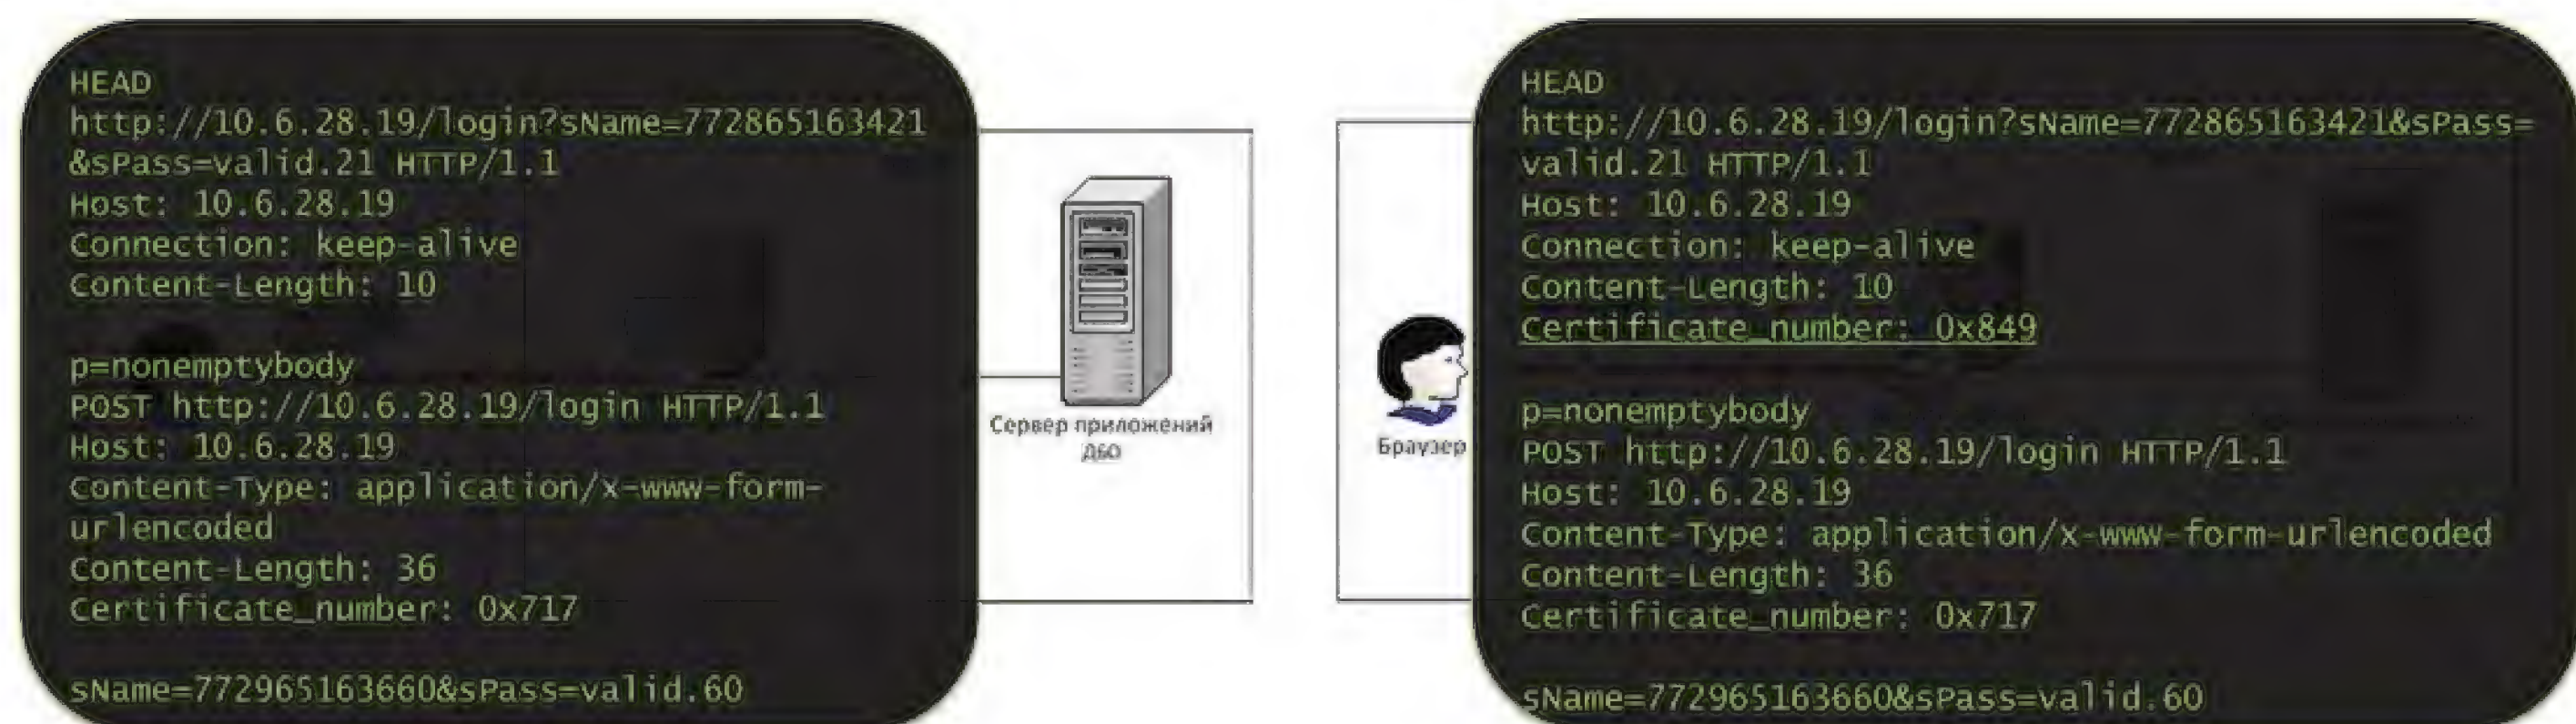 HEAD
http://10.6.28.19/login?sName=772865163421
&sPass=valid.21 HTTP/1.1
Host: 10.6.28.19
Connection: keep-alive
Content-Length: 10
p=nonemptybody
POST http://10.6.28.19/login HTTP/1.1
Host: 10.6.28.19
Content-Type: application/x-www-form-
urlencoded
Content-Length: 36
Certificate_number: 0x717
sName=772965163660&sPass=valid.60
Сервер приложений
ДБО
Браузер
HEAD
http://10.6.28.19/login?sName=772865163421&sPass=
valid.21 HTTP/1.1
Host: 10.6.28.19
Connection: keep-alive
Content-Length: 10
Certificate_number: 0x849
p=nonemptybody
POST http://10.6.28.19/login HTTP/1.1
Host: 10.6.28.19
Content-Type: application/x-www-form-urlencoded
Content-Length: 36
Certificate_number: 0x717
sName=772965163660&sPass=valid.60